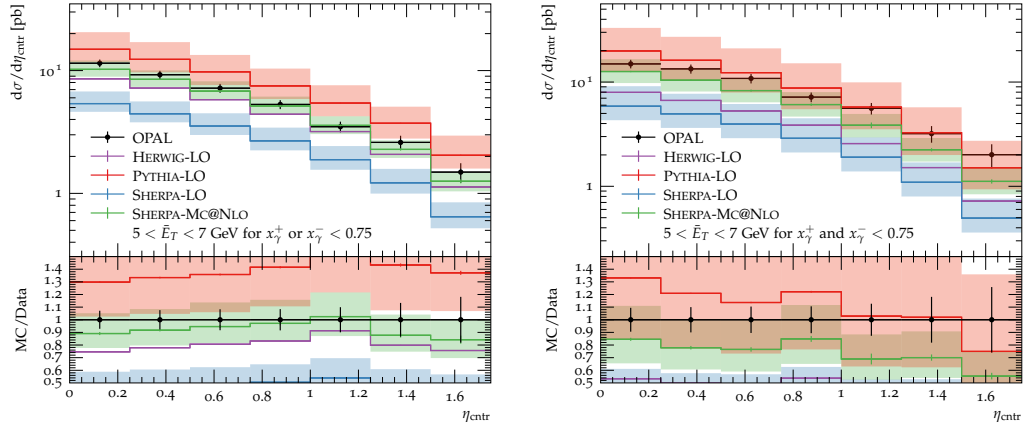 dσ/dη_cntr [pb]
10¹
1
OPAL
HERWIG-LO
PYTHIA-LO
SHERPA-LO
SHERPA-MC@NLO
5 < Ē_T < 7 GeV for x_γ⁺ or x_γ⁻ < 0.75
MC/Data
1.4
1.3
1.2
1.1
1
0.9
0.8
0.7
0.6
0.5
0 0.2 0.4 0.6 0.8 1 1.2 1.4 1.6
η_cntr
dσ/dη_cntr [pb]
10¹
1
OPAL
HERWIG-LO
PYTHIA-LO
SHERPA-LO
SHERPA-MC@NLO
5 < Ē_T < 7 GeV for x_γ⁺ and x_γ⁻ < 0.75
MC/Data
1.4
1.3
1.2
1.1
1
0.9
0.8
0.7
0.6
0.5
0 0.2 0.4 0.6 0.8 1 1.2 1.4 1.6
η_cntr